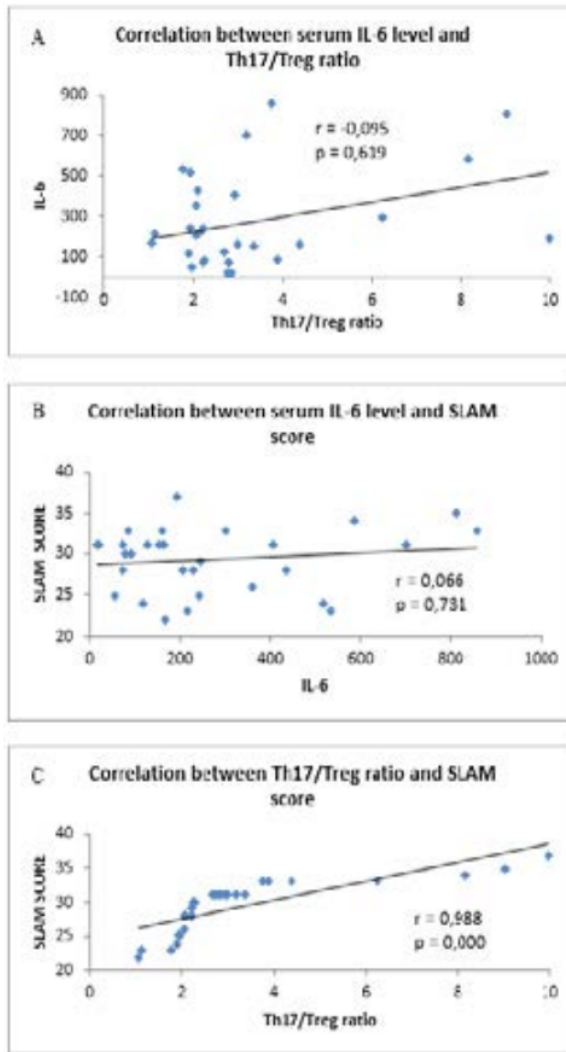 A
Correlation between serum IL-6 level and
Th17/Treg ratio
900
700
500
300
100
-100
IL-6
r = -0,095
p = 0,619
2
4
6
8
10
Th17/Treg ratio
B
Correlation between serum IL-6 level and SLAM
score
40
35
30
25
20
SLAM SCORE
r = 0,066
p = 0,731
0
200
400
600
800
1000
IL-6
C
Correlation between Th17/Treg ratio and SLAM
score
40
35
30
25
20
SLAM SCORE
r = 0,988
p = 0,000
0
2
4
6
8
10
Th17/Treg ratio